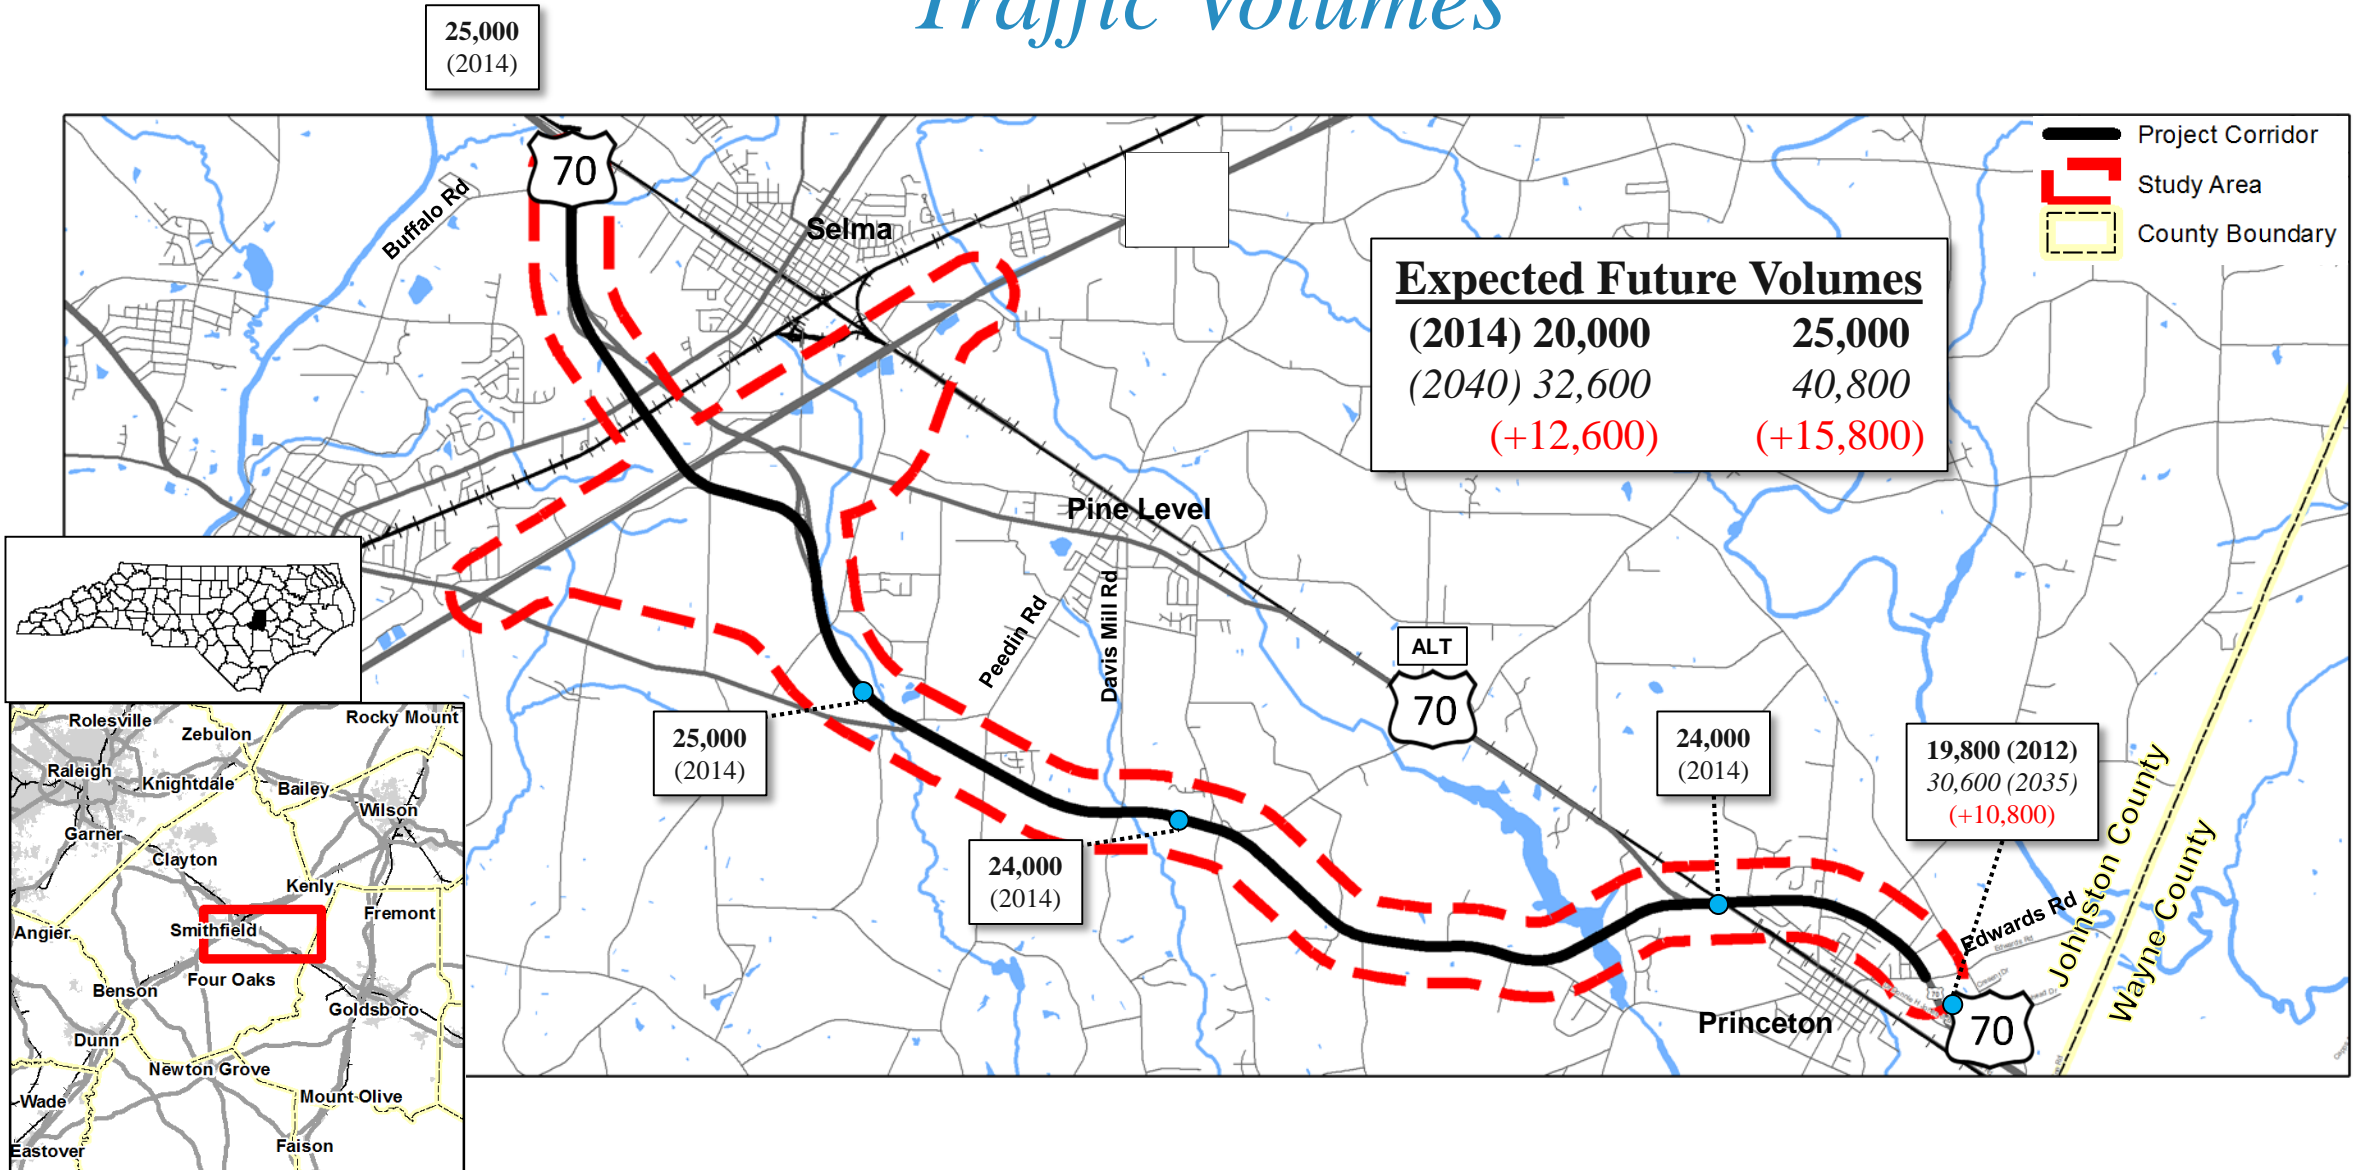 Traffic Volumes
25,000
(2014)
70
Buffalo Rd
Selma
Project Corridor
Study Area
County Boundary
Expected Future Volumes
(2014) 20,000 25,000
(2040) 32,600 40,800
(+12,600) (+15,800)
Pine Level
Peedin Rd
Davis Mill Rd
ALT
70
25,000
(2014)
24,000
(2014)
24,000
(2014)
19,800 (2012)
30,600 (2035)
(+10,800)
Edwards Rd
Edwards Rd
Johnston County
Wayne County
Princeton
70
Rolesville
Rocky Mount
Zebulon
Raleigh
Knightdale
Bailey
Wilson
Garner
Clayton
Kenly
Fremont
Angier
Smithfield
Four Oaks
Benson
Goldsboro
Dunn
Newton Grove
Mount Olive
Wade
Faison
Eastover